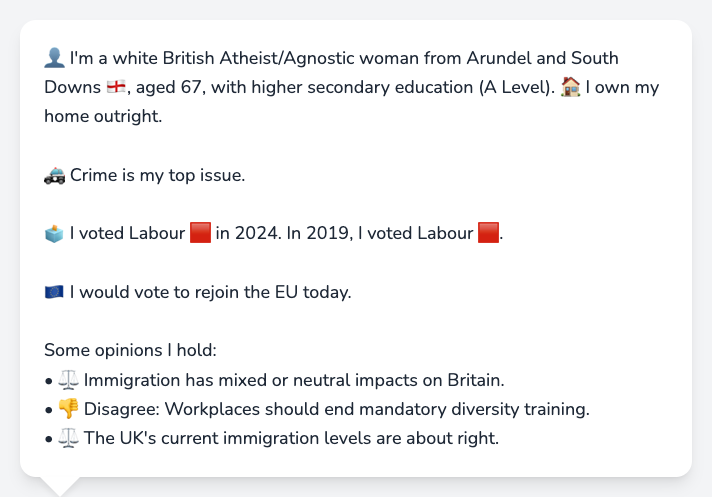 👤 I'm a white British Atheist/Agnostic woman from Arundel and South
Downs 🏴󠁧󠁢󠁥󠁮󠁧󠁿, aged 67, with higher secondary education (A Level). 🏠 I own my
home outright.
🚓 Crime is my top issue.
🗳️ I voted Labour 🟥 in 2024. In 2019, I voted Labour 🟥.
🇪🇺 I would vote to rejoin the EU today.
Some opinions I hold:
• ⚖️ Immigration has mixed or neutral impacts on Britain.
• 👎 Disagree: Workplaces should end mandatory diversity training.
• ⚖️ The UK's current immigration levels are about right.